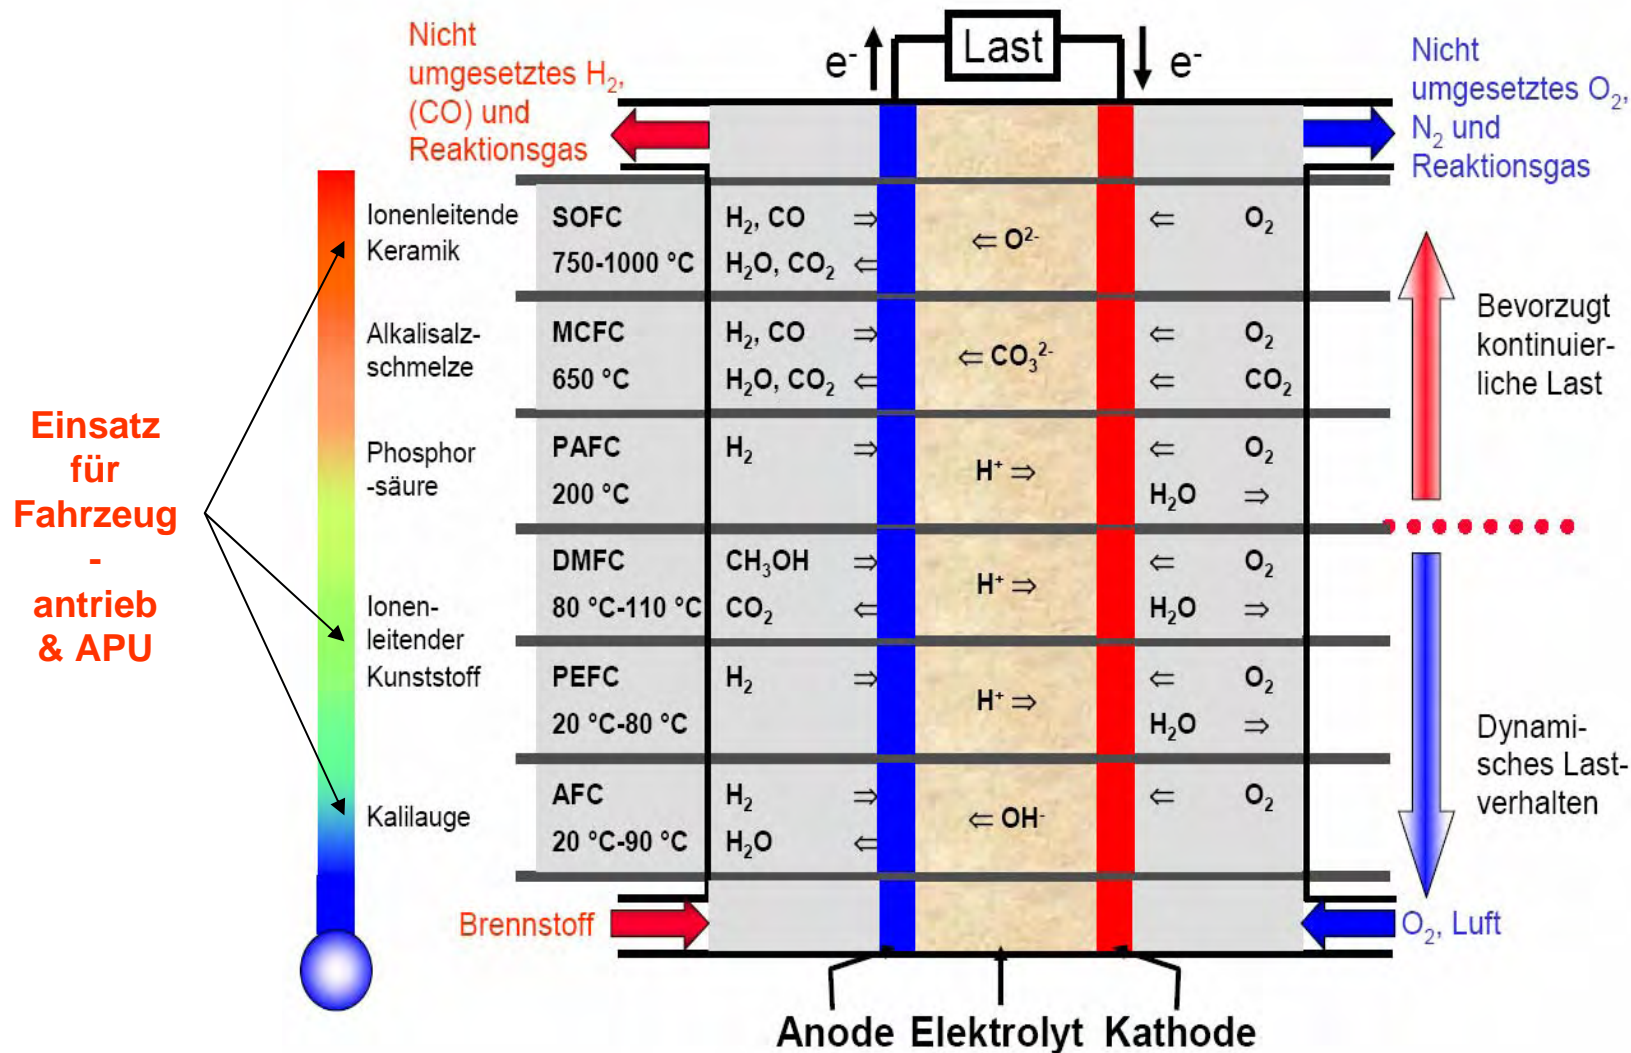 Nicht
umgesetztes H₂,
(CO) und
Reaktionsgas
e⁻
Last
e⁻
Nicht
umgesetztes O₂,
N₂ und
Reaktionsgas
Einsatz
für
Fahrzeug
-
antrieb
& APU
Ionenleitende
Keramik
SOFC
750-1000 °C
H₂, CO ⇒
H₂O, CO₂ ⇐
⇐ O²⁻
⇐ O₂
Alkalisalz-
schmelze
MCFC
650 °C
H₂, CO ⇒
H₂O, CO₂ ⇐
⇐ CO₃²⁻
⇐ O₂
⇐ CO₂
Phosphor
-säure
PAFC
200 °C
H₂ ⇒
H⁺ ⇒
⇐ O₂
H₂O ⇒
Ionen-
leitender
Kunststoff
DMFC
80 °C-110 °C
CH₃OH ⇒
CO₂ ⇐
H⁺ ⇒
⇐ O₂
H₂O ⇒
PEFC
20 °C-80 °C
H₂ ⇒
H⁺ ⇒
⇐ O₂
H₂O ⇒
Kalilauge
AFC
20 °C-90 °C
H₂ ⇒
H₂O ⇐
⇐ OH⁻
⇐ O₂
Bevorzugt
kontinuier-
liche Last
Dynami-
sches Last-
verhalten
Brennstoff
O₂, Luft
Anode Elektrolyt Kathode